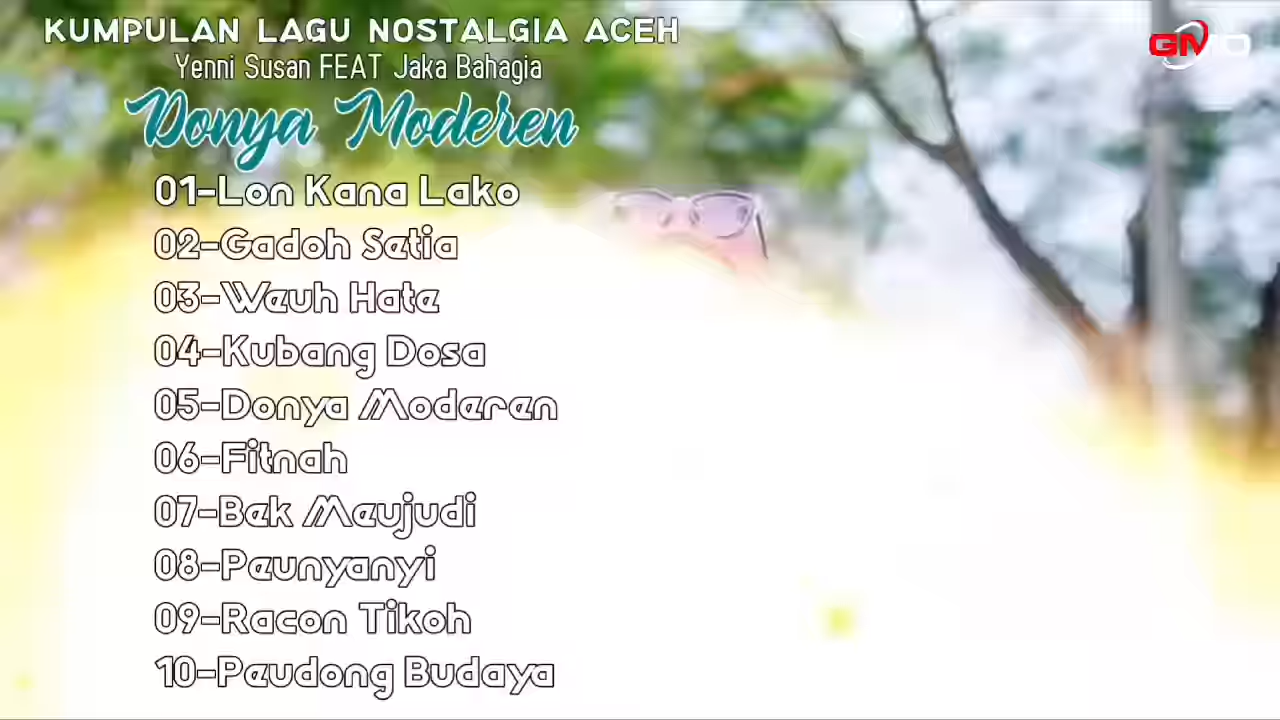 KUMPULAN LAGU NOSTALGIA ACEH
Yenni Susan FEAT Jaka Bahagia
Donya Moderen
01-Lon Kana Lako
02-Gadoh Setia
03-Weuh Hate
04-Kubang Dosa
05-Donya Moderen
06-Fitnah
07-Bek Meujudi
08-Peunyanyi
09-Racon Tikoh
10-Peudong Budaya